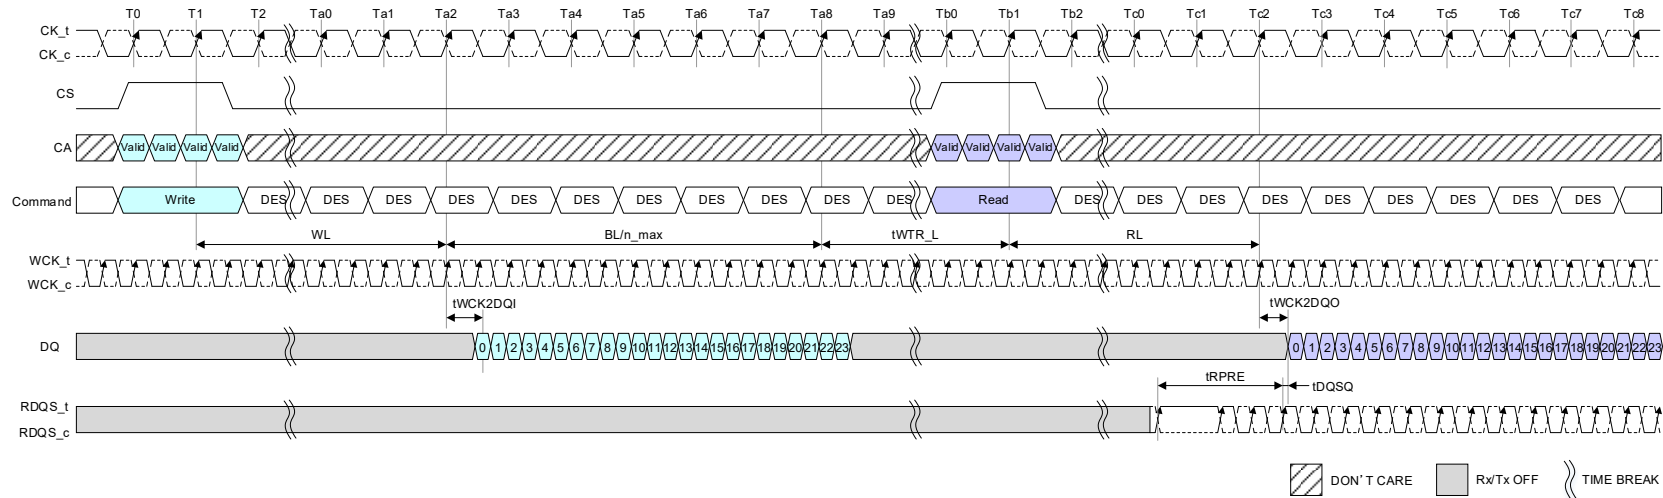 T0 T1 T2 Ta0 Ta1 Ta2 Ta3 Ta4 Ta5 Ta6 Ta7 Ta8 Ta9 Tb0 Tb1 Tb2 Tc0 Tc1 Tc2 Tc3 Tc4 Tc5 Tc6 Tc7 Tc8
CK_t
CK_c
CS
CA Valid Valid Valid Valid Valid Valid Valid Valid
Command Write DES DES DES DES DES DES DES DES DES DES DES Read DES DES DES DES DES DES DES DES DES
WL BL/n_max tWTR_L RL
WCK_t
WCK_c
tWCK2DQI tWCK2DQO
DQ 0 1 2 3 4 5 6 7 8 9 10 11 12 13 14 15 16 17 18 19 20 21 22 23 0 1 2 3 4 5 6 7 8 9 10 11 12 13 14 15 16 17 18 19 20 21 22 23
tRPRE tDQSQ
RDQS_t
RDQS_c
DON'T CARE Rx/Tx OFF TIME BREAK